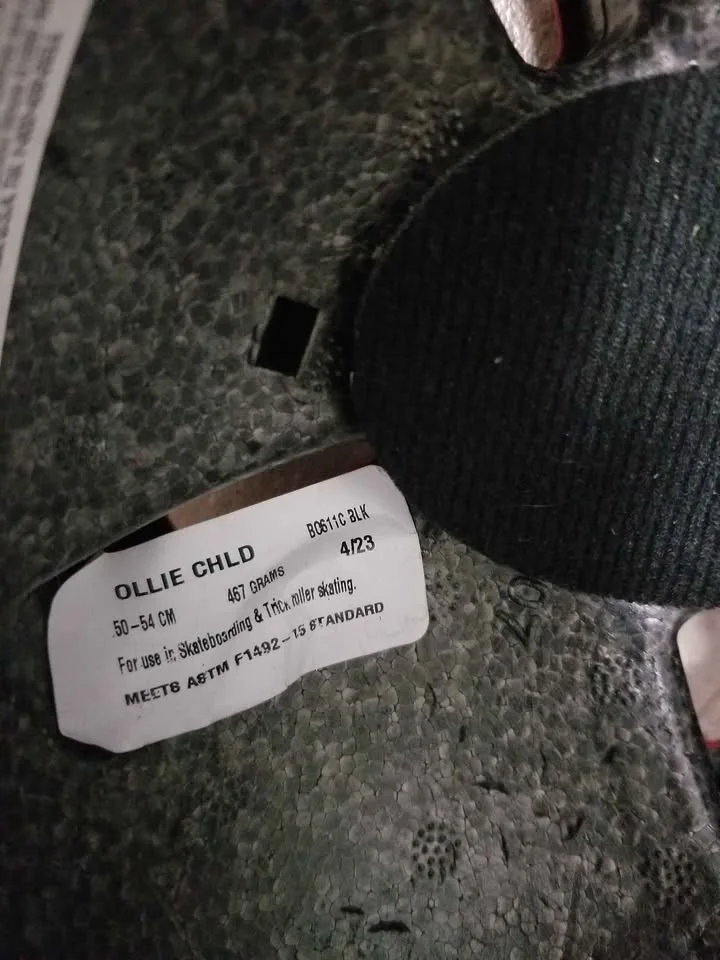 OLLIE CHLD
BO611C BLK
50-54 CM
467 GRAMS
4/23
For use in Skateboarding & Trick roller skating.
MEETS ASTM F1492-15 STANDARD